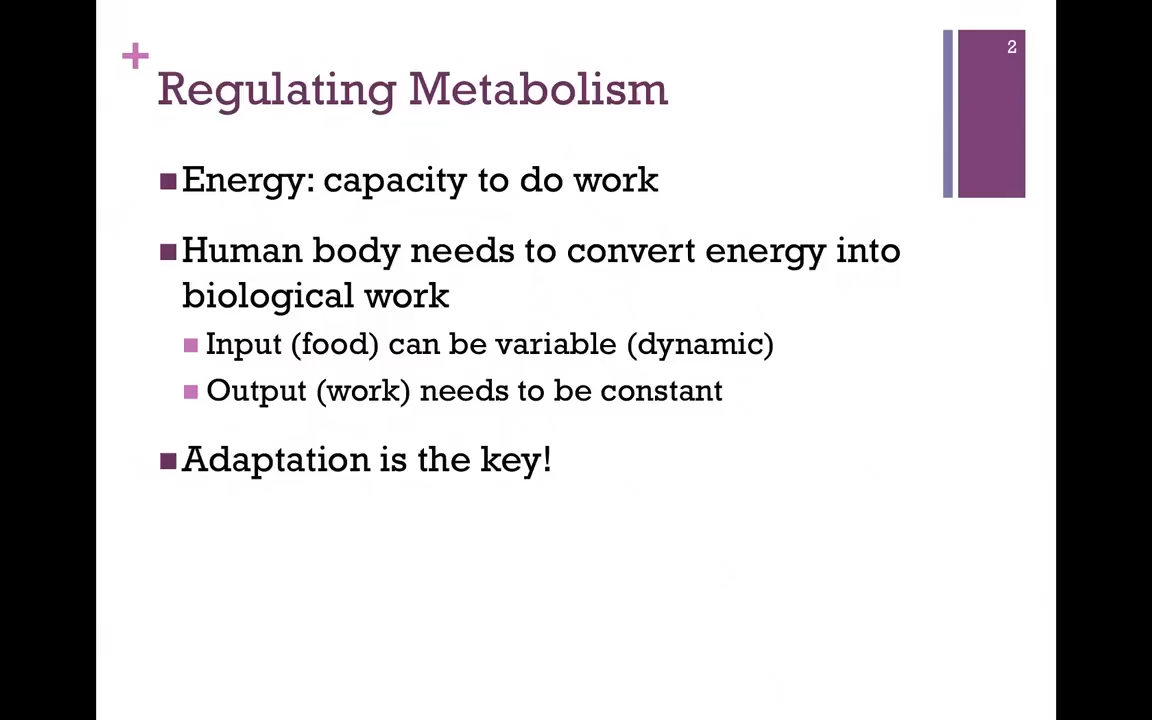 2
+
Regulating Metabolism
Energy: capacity to do work
Human body needs to convert energy into
biological work
Input (food) can be variable (dynamic)
Output (work) needs to be constant
Adaptation is the key!